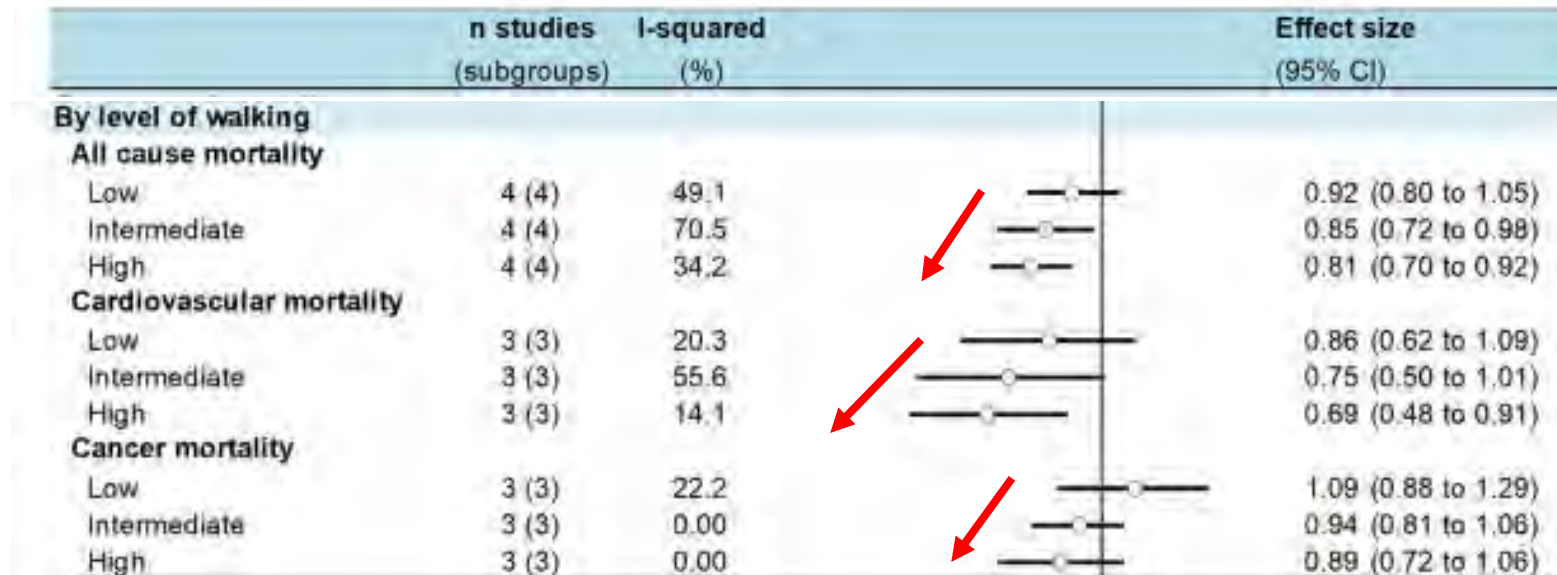 n studies I-squared Effect size
(subgroups) (%) (95% CI)
By level of walking
All cause mortality
Low 4 (4) 49.1 0.92 (0.80 to 1.05)
Intermediate 4 (4) 70.5 0.85 (0.72 to 0.98)
High 4 (4) 34.2 0.81 (0.70 to 0.92)
Cardiovascular mortality
Low 3 (3) 20.3 0.86 (0.62 to 1.09)
Intermediate 3 (3) 55.6 0.75 (0.50 to 1.01)
High 3 (3) 14.1 0.69 (0.48 to 0.91)
Cancer mortality
Low 3 (3) 22.2 1.09 (0.88 to 1.29)
Intermediate 3 (3) 0.00 0.94 (0.81 to 1.06)
High 3 (3) 0.00 0.89 (0.72 to 1.06)